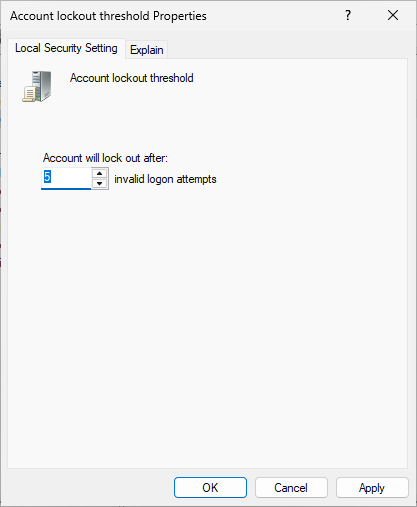 Account lockout threshold Properties
?
Local Security Setting
Explain
Account lockout threshold
Account will lock out after:
5
invalid logon attempts
OK
Cancel
Apply